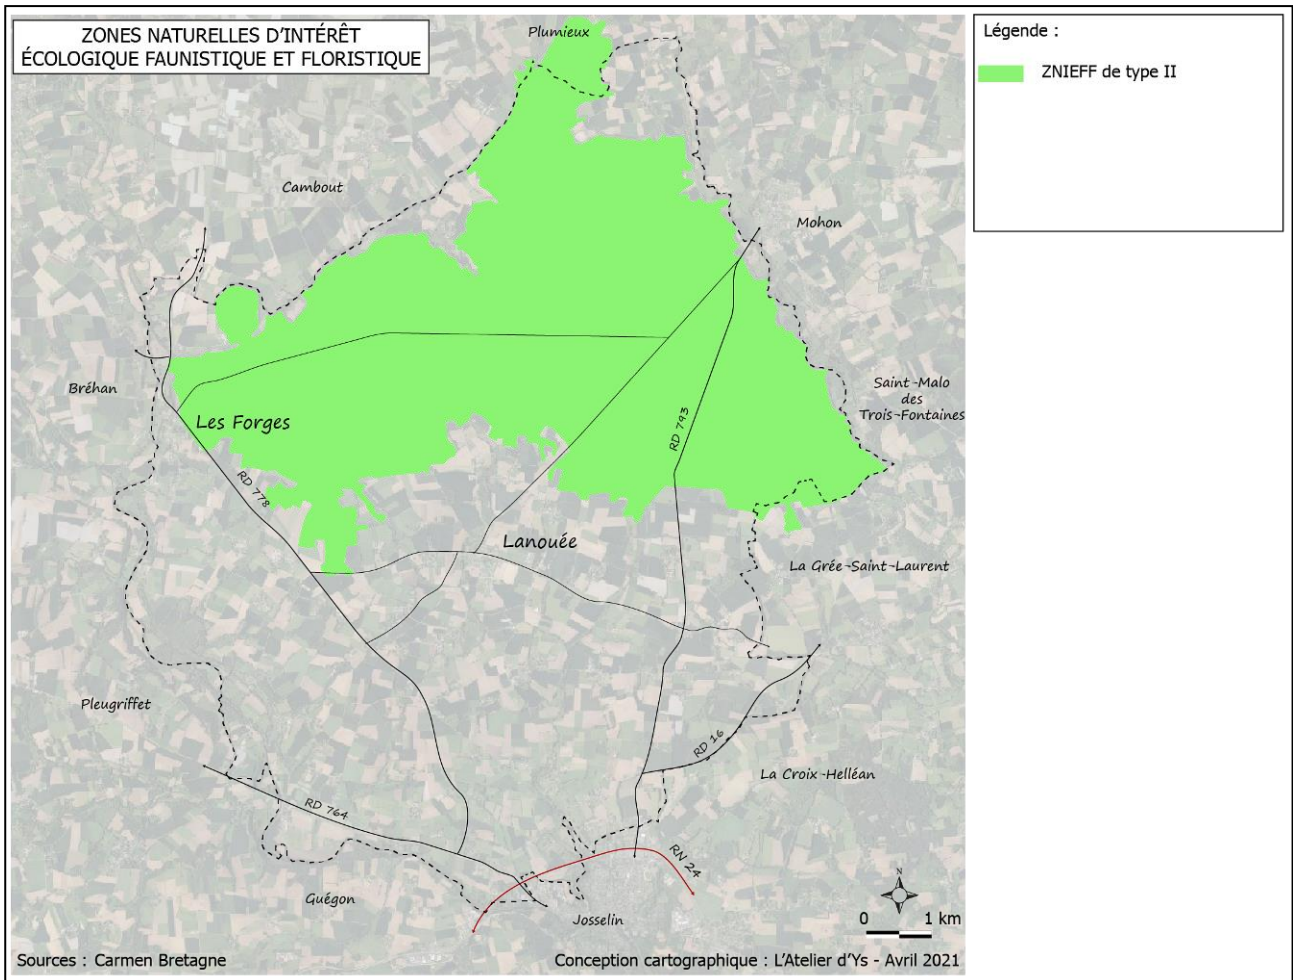 ZONES NATURELLES D'INTÉRÊT
ÉCOLOGIQUE FAUNISTIQUE ET FLORISTIQUE
Légende :
ZNIEFF de type II
Plumieux
Cambout
Mohon
Bréhan
Saint-Malo
des
Trois-Fontaines
Les Forges
RD 793
RD 778
Lanouée
La Grée-Saint-Laurent
Pleugriffet
RD 16
La Croix-Helléan
RD 764
RN 24
Guégon
Josselin
N
0 1 km
Sources : Carmen Bretagne
Conception cartographique : L'Atelier d'Ys - Avril 2021